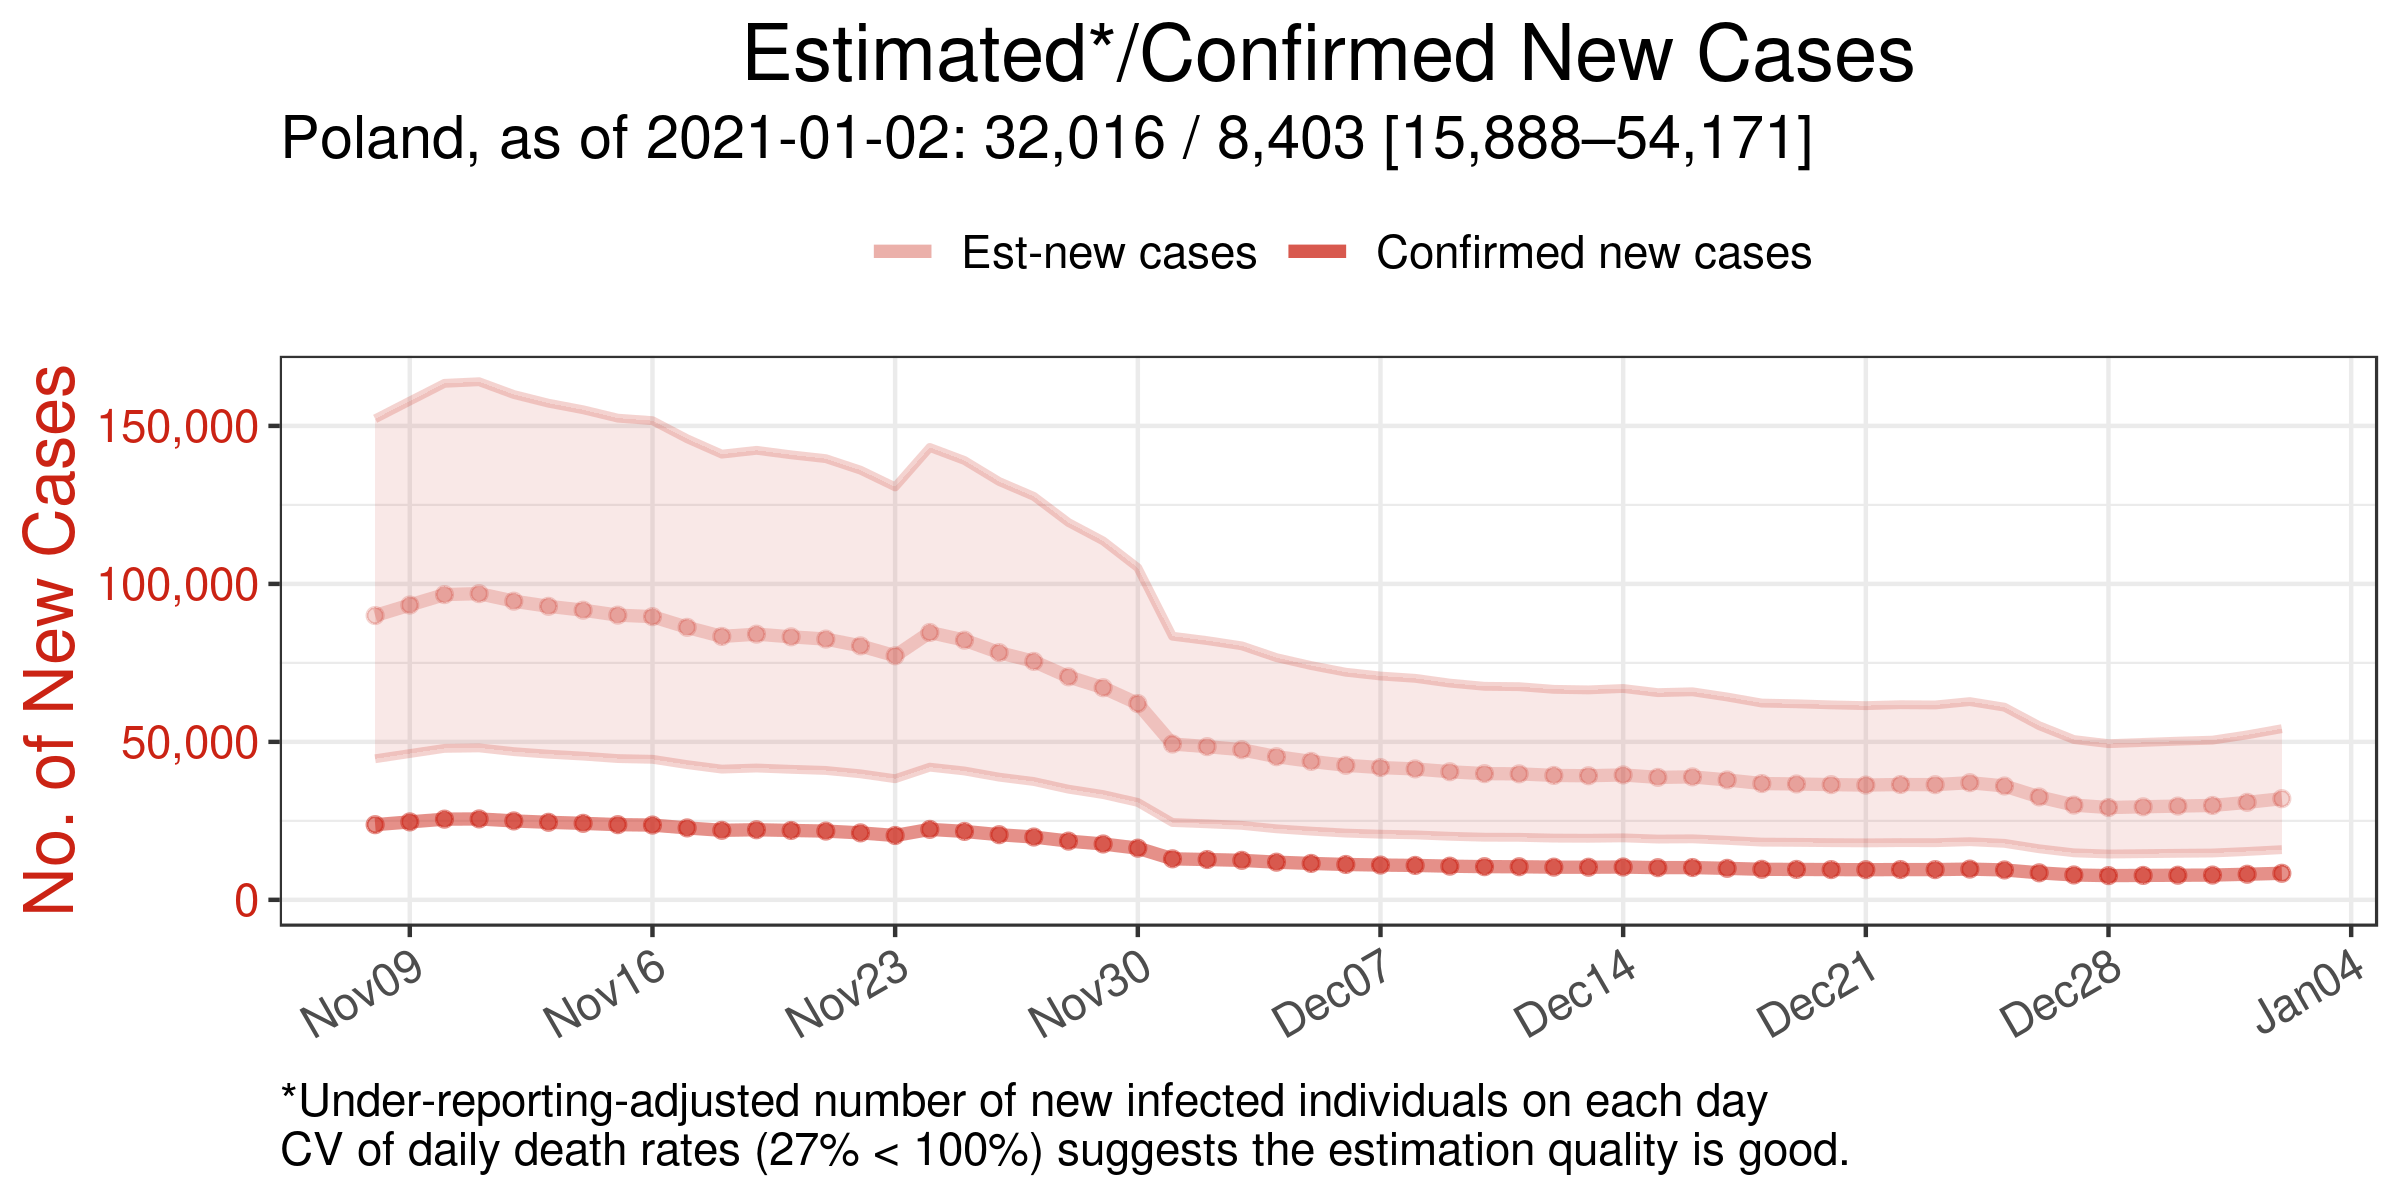 Estimated*/Confirmed New Cases
Poland, as of 2021-01-02: 32,016 / 8,403 [15,888–54,171]
Est-new cases
Confirmed new cases
No. of New Cases
150,000
100,000
50,000
0
Nov09
Nov16
Nov23
Nov30
Dec07
Dec14
Dec21
Dec28
Jan04
*Under-reporting-adjusted number of new infected individuals on each day
CV of daily death rates (27% < 100%) suggests the estimation quality is good.